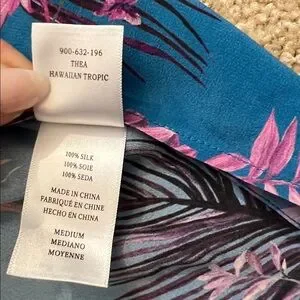 900-632-196
THEA
HAWAIIAN TROPIC
100% SILK
100% SOIE
100% SEDA
MADE IN CHINA
FABRIQUÉ EN CHINE
HECHO EN CHINA
MEDIUM
MEDIANO
MOYENNE